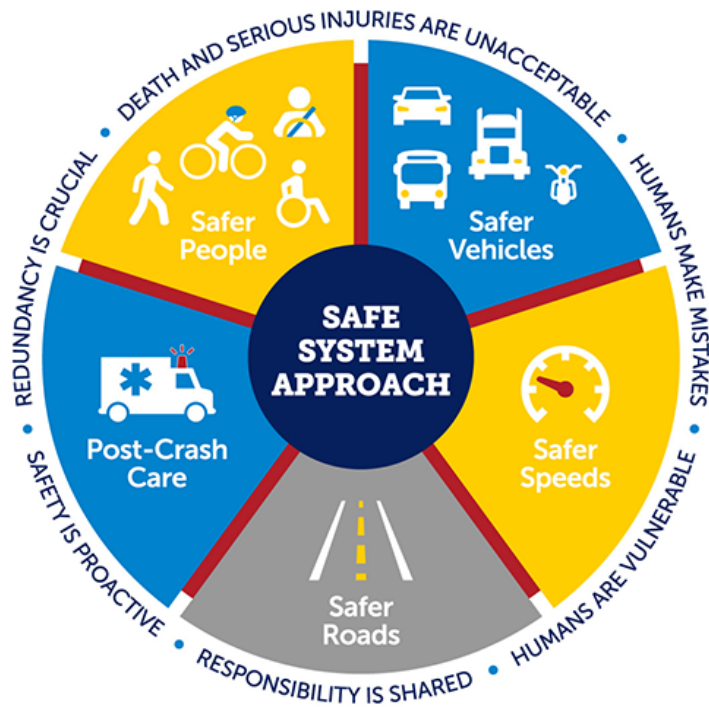 DEATH AND SERIOUS INJURIES ARE UNACCEPTABLE
HUMANS MAKE MISTAKES
HUMANS ARE VULNERABLE
RESPONSIBILITY IS SHARED
SAFETY IS PROACTIVE
REDUNDANCY IS CRUCIAL
Safer
People
Safer
Vehicles
SAFE
SYSTEM
APPROACH
Post-Crash
Care
Safer
Speeds
Safer
Roads